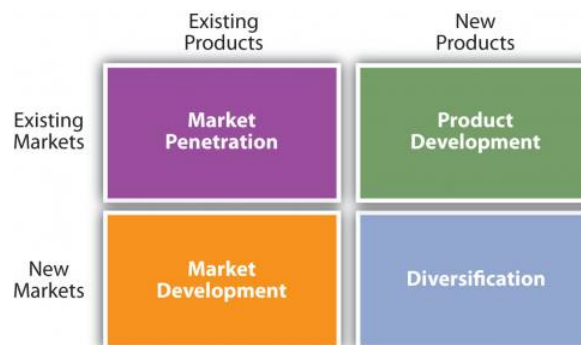 Existing
Products
New
Products
Existing
Markets
Market
Penetration
Product
Development
New
Markets
Market
Development
Diversification